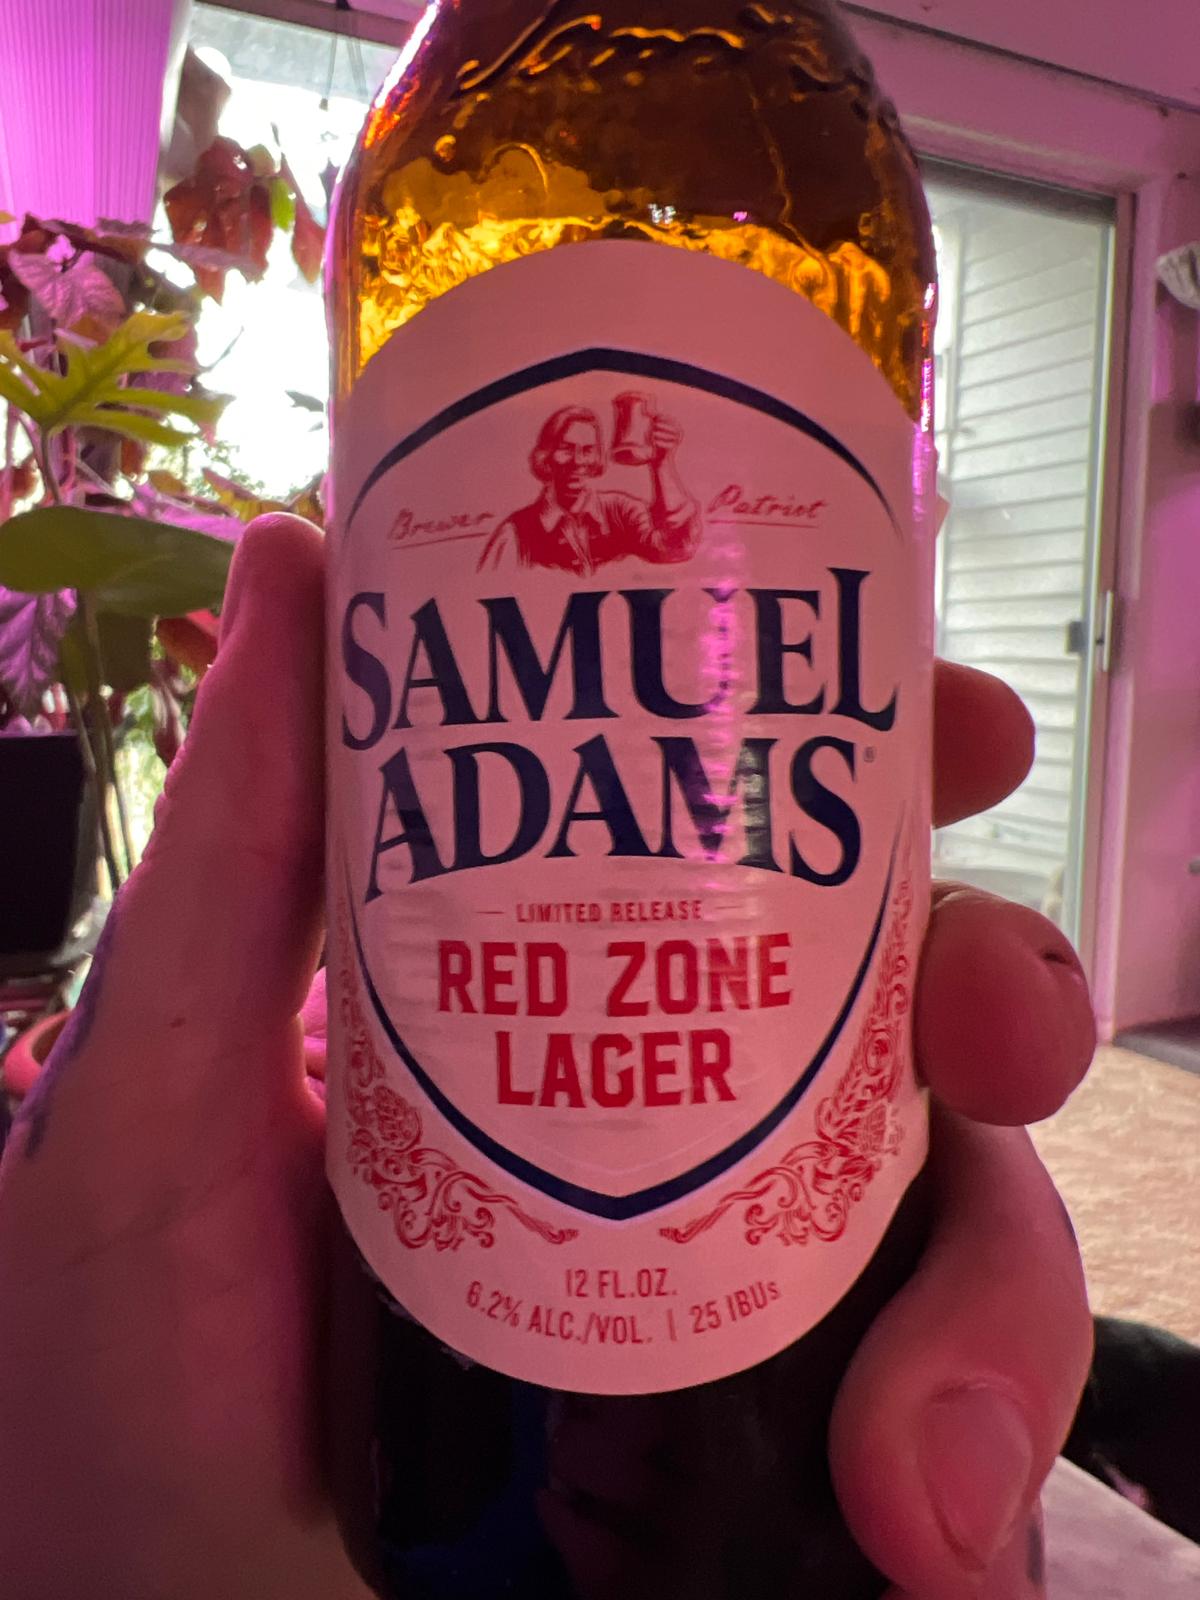 Brewer Patriot
SAMUEL
ADAMS®
LIMITED RELEASE
RED ZONE
LAGER
12 FL.OZ.
6.2% ALC./VOL. | 25 IBUs